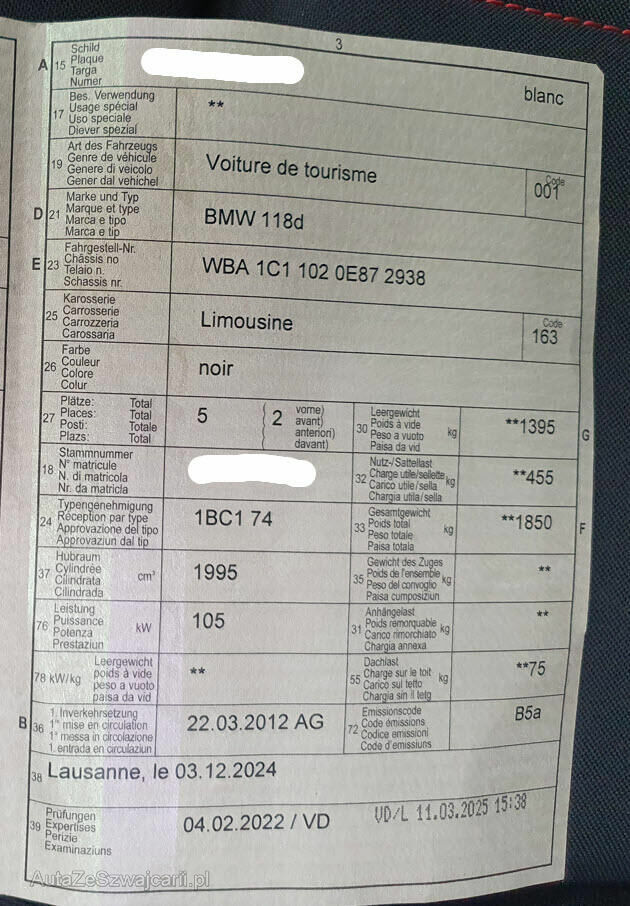 3
A 15 Schild
Plaque
Targa
Numer
blanc
17 Bes. Verwendung
Usage spécial
Uso speciale
Diever spezial
**
19 Art des Fahrzeugs
Genre de véhicule
Genere di veicolo
Gener dal vehichel
Voiture de tourisme
Code
001
D 21 Marke und Typ
Marque et type
Marca e tipo
Marca e tip
BMW 118d
E 23 Fahrgestell-Nr.
Châssis no
Telaio n.
Schassis nr.
WBA 1C1 102 0E87 2938
25 Karosserie
Carrosserie
Carrozzeria
Carossaria
Limousine
Code
163
26 Farbe
Couleur
Colore
Colur
noir
27 Plätze: Total
Places: Total
Posti: Totale
Plazs: Total
5
2 vorne)
avant)
anteriori)
davant)
30 Leergewicht
Poids à vide
Peso a vuoto
Paisa da vid
kg
**1395
G
18 Stammnummer
N° matricule
N. di matricola
Nr. da matricla
32 Nutz-/Sattellast
Charge utile/sellette
Carico utile/sella
Chargia utila/sella
kg
**455
24 Typengenehmigung
Réception par type
Approvazione del tipo
Approvaziun dal tip
1BC1 74
33 Gesamtgewicht
Poids total
Peso totale
Paisa totala
kg
**1850
F
37 Hubraum
Cylindrée
Cilindrata
Cilindrada
cm³
1995
35 Gewicht des Zuges
Poids de l'ensemble
Peso del convoglio
Paisa cumposiziun
kg
**
76 Leistung
Puissance
Potenza
Prestaziun
kW
105
31 Anhängelast
Poids remorquable
Carico rimorchiato
Chargia annexa
kg
**
78 kW/kg
Leergewicht
poids à vide
peso a vuoto
paisa da vid
**
55 Dachlast
Charge sur le toit
Carico sul tetto
Chargia sin il tetg
kg
**75
B 36 1. Inverkehrsetzung
1re mise en circulation
1a messa in circolazione
1. entrada en circulaziun
22.03.2012 AG
72 Emissionscode
Code émissions
Codice emissioni
Code d'emissiuns
B5a
38 Lausanne, le 03.12.2024
39 Prüfungen
Expertises
Perizie
Examinaziuns
04.02.2022 / VD
VD/L 11.03.2025 15:38
AutaZeSzwajcarii.pl